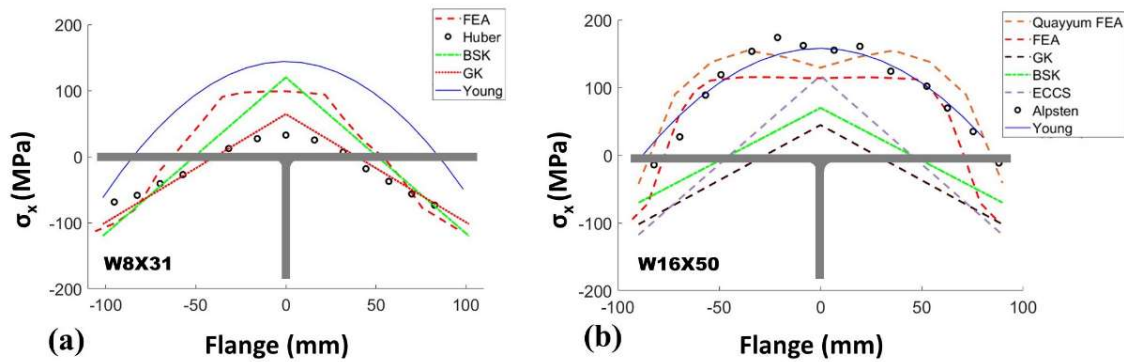 200
100
0
-100
-200
σx (MPa)
FEA
Huber
BSK
GK
Young
W8X31
-100
-50
0
50
100
(a)
Flange (mm)
200
100
0
-100
-200
σx (MPa)
Quayyum FEA
FEA
GK
BSK
ECCS
Alpsten
Young
W16X50
-100
-50
0
50
100
(b)
Flange (mm)